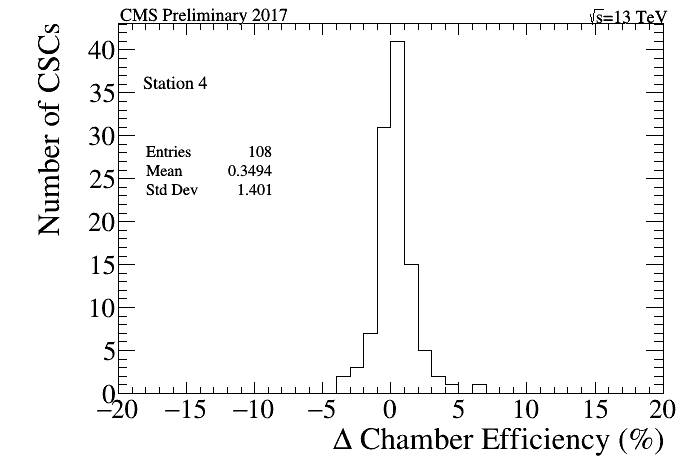 CMS Preliminary 2017
√s=13 TeV
Number of CSCs
40
35
30
25
20
15
10
5
0
Station 4
Entries 108
Mean 0.3494
Std Dev 1.401
−20 −15 −10 −5 0 5 10 15 20
Δ Chamber Efficiency (%)